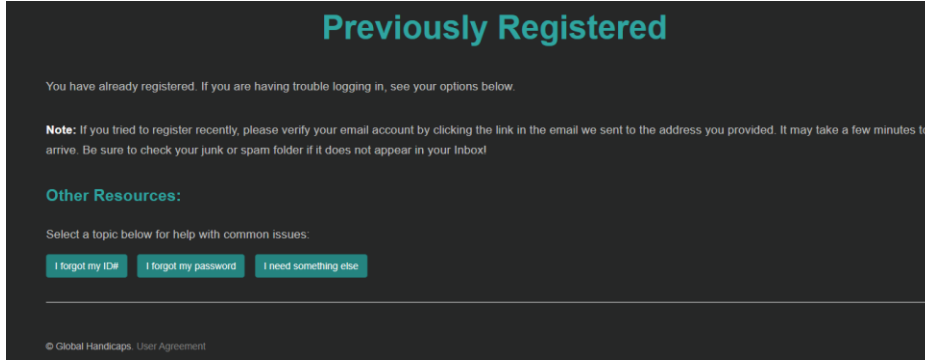 Previously Registered
You have already registered. If you are having trouble logging in, see your options below.
Note: If you tried to register recently, please verify your email account by clicking the link in the email we sent to the address you provided. It may take a few minutes to
arrive. Be sure to check your junk or spam folder if it does not appear in your Inbox!
Other Resources:
Select a topic below for help with common issues:
I forgot my ID# I forgot my password I need something else
© Global Handicaps. User Agreement